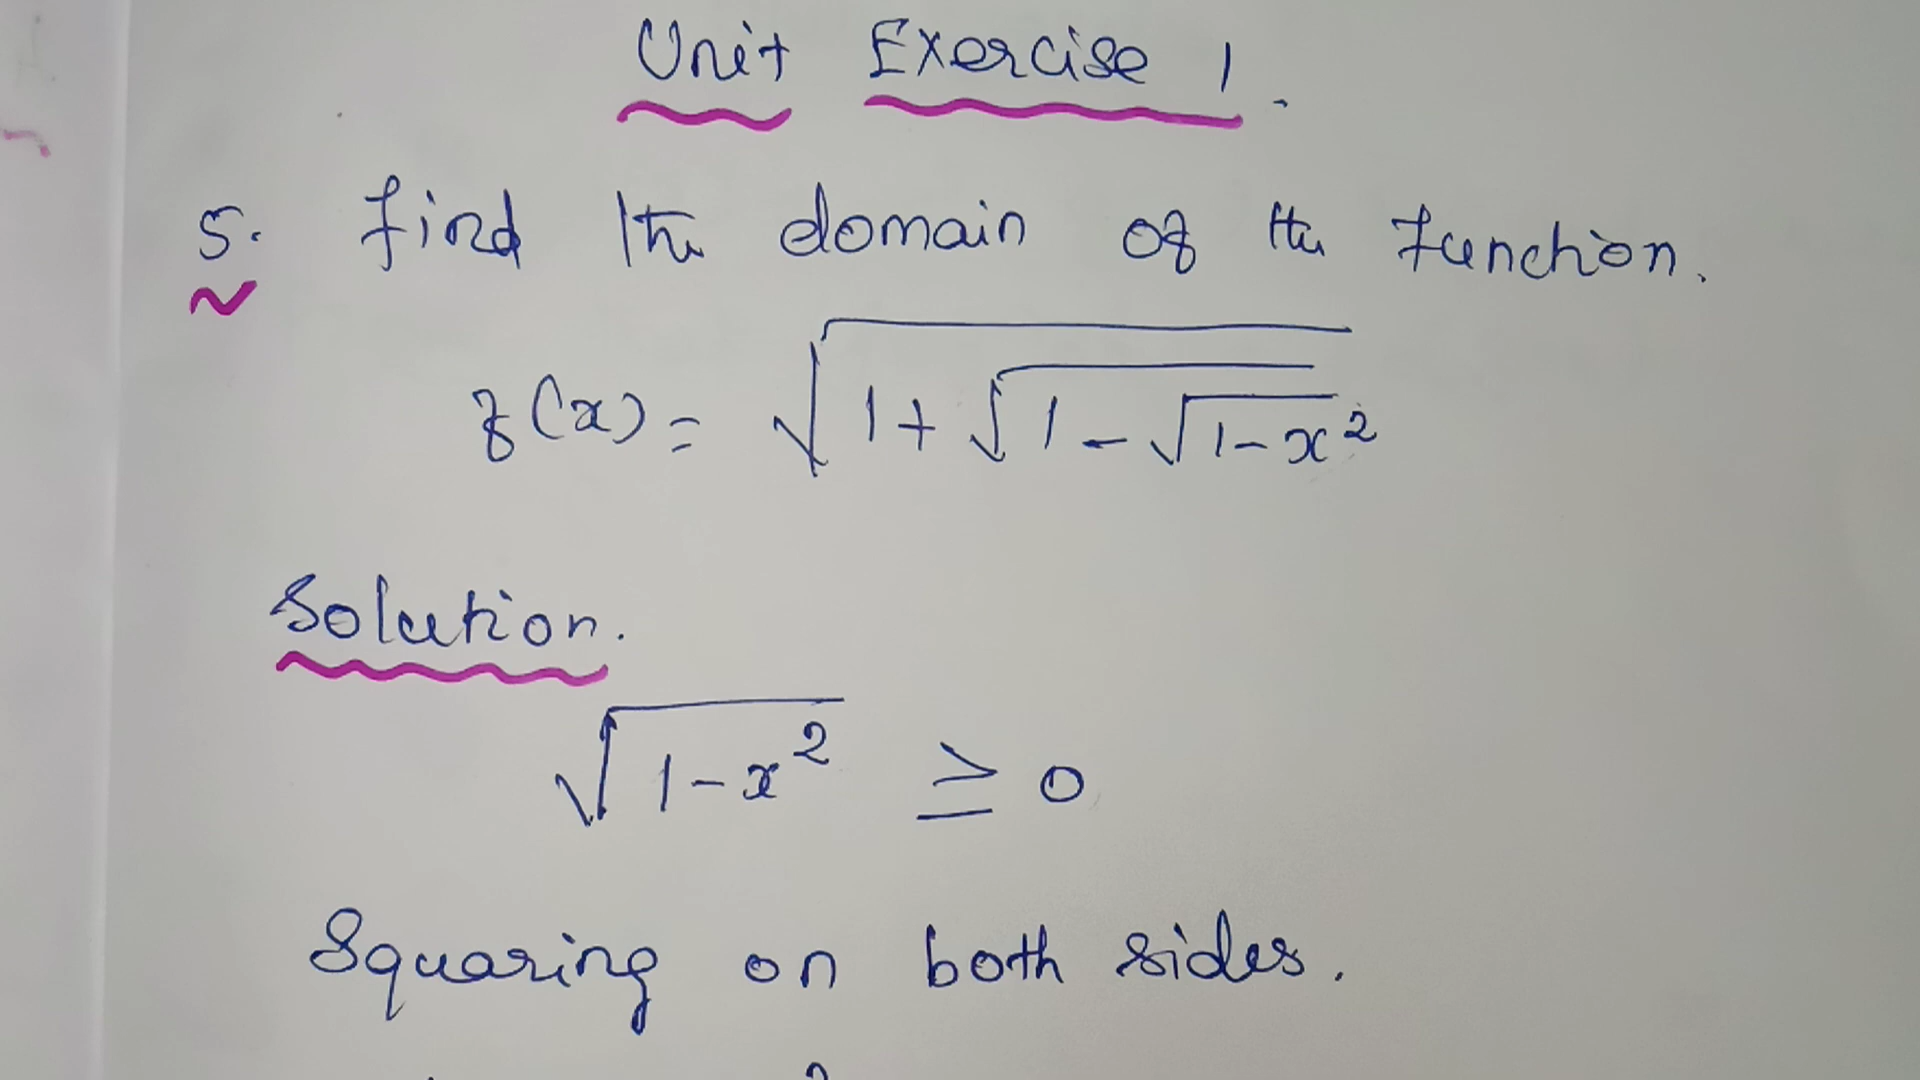 Unit Exercise 1.
5. Find the domain of the function.
f(x) = √(1+√(1-√(1-x²)))
Solution.
√(1-x²) ≥ 0
Squaring on both sides.